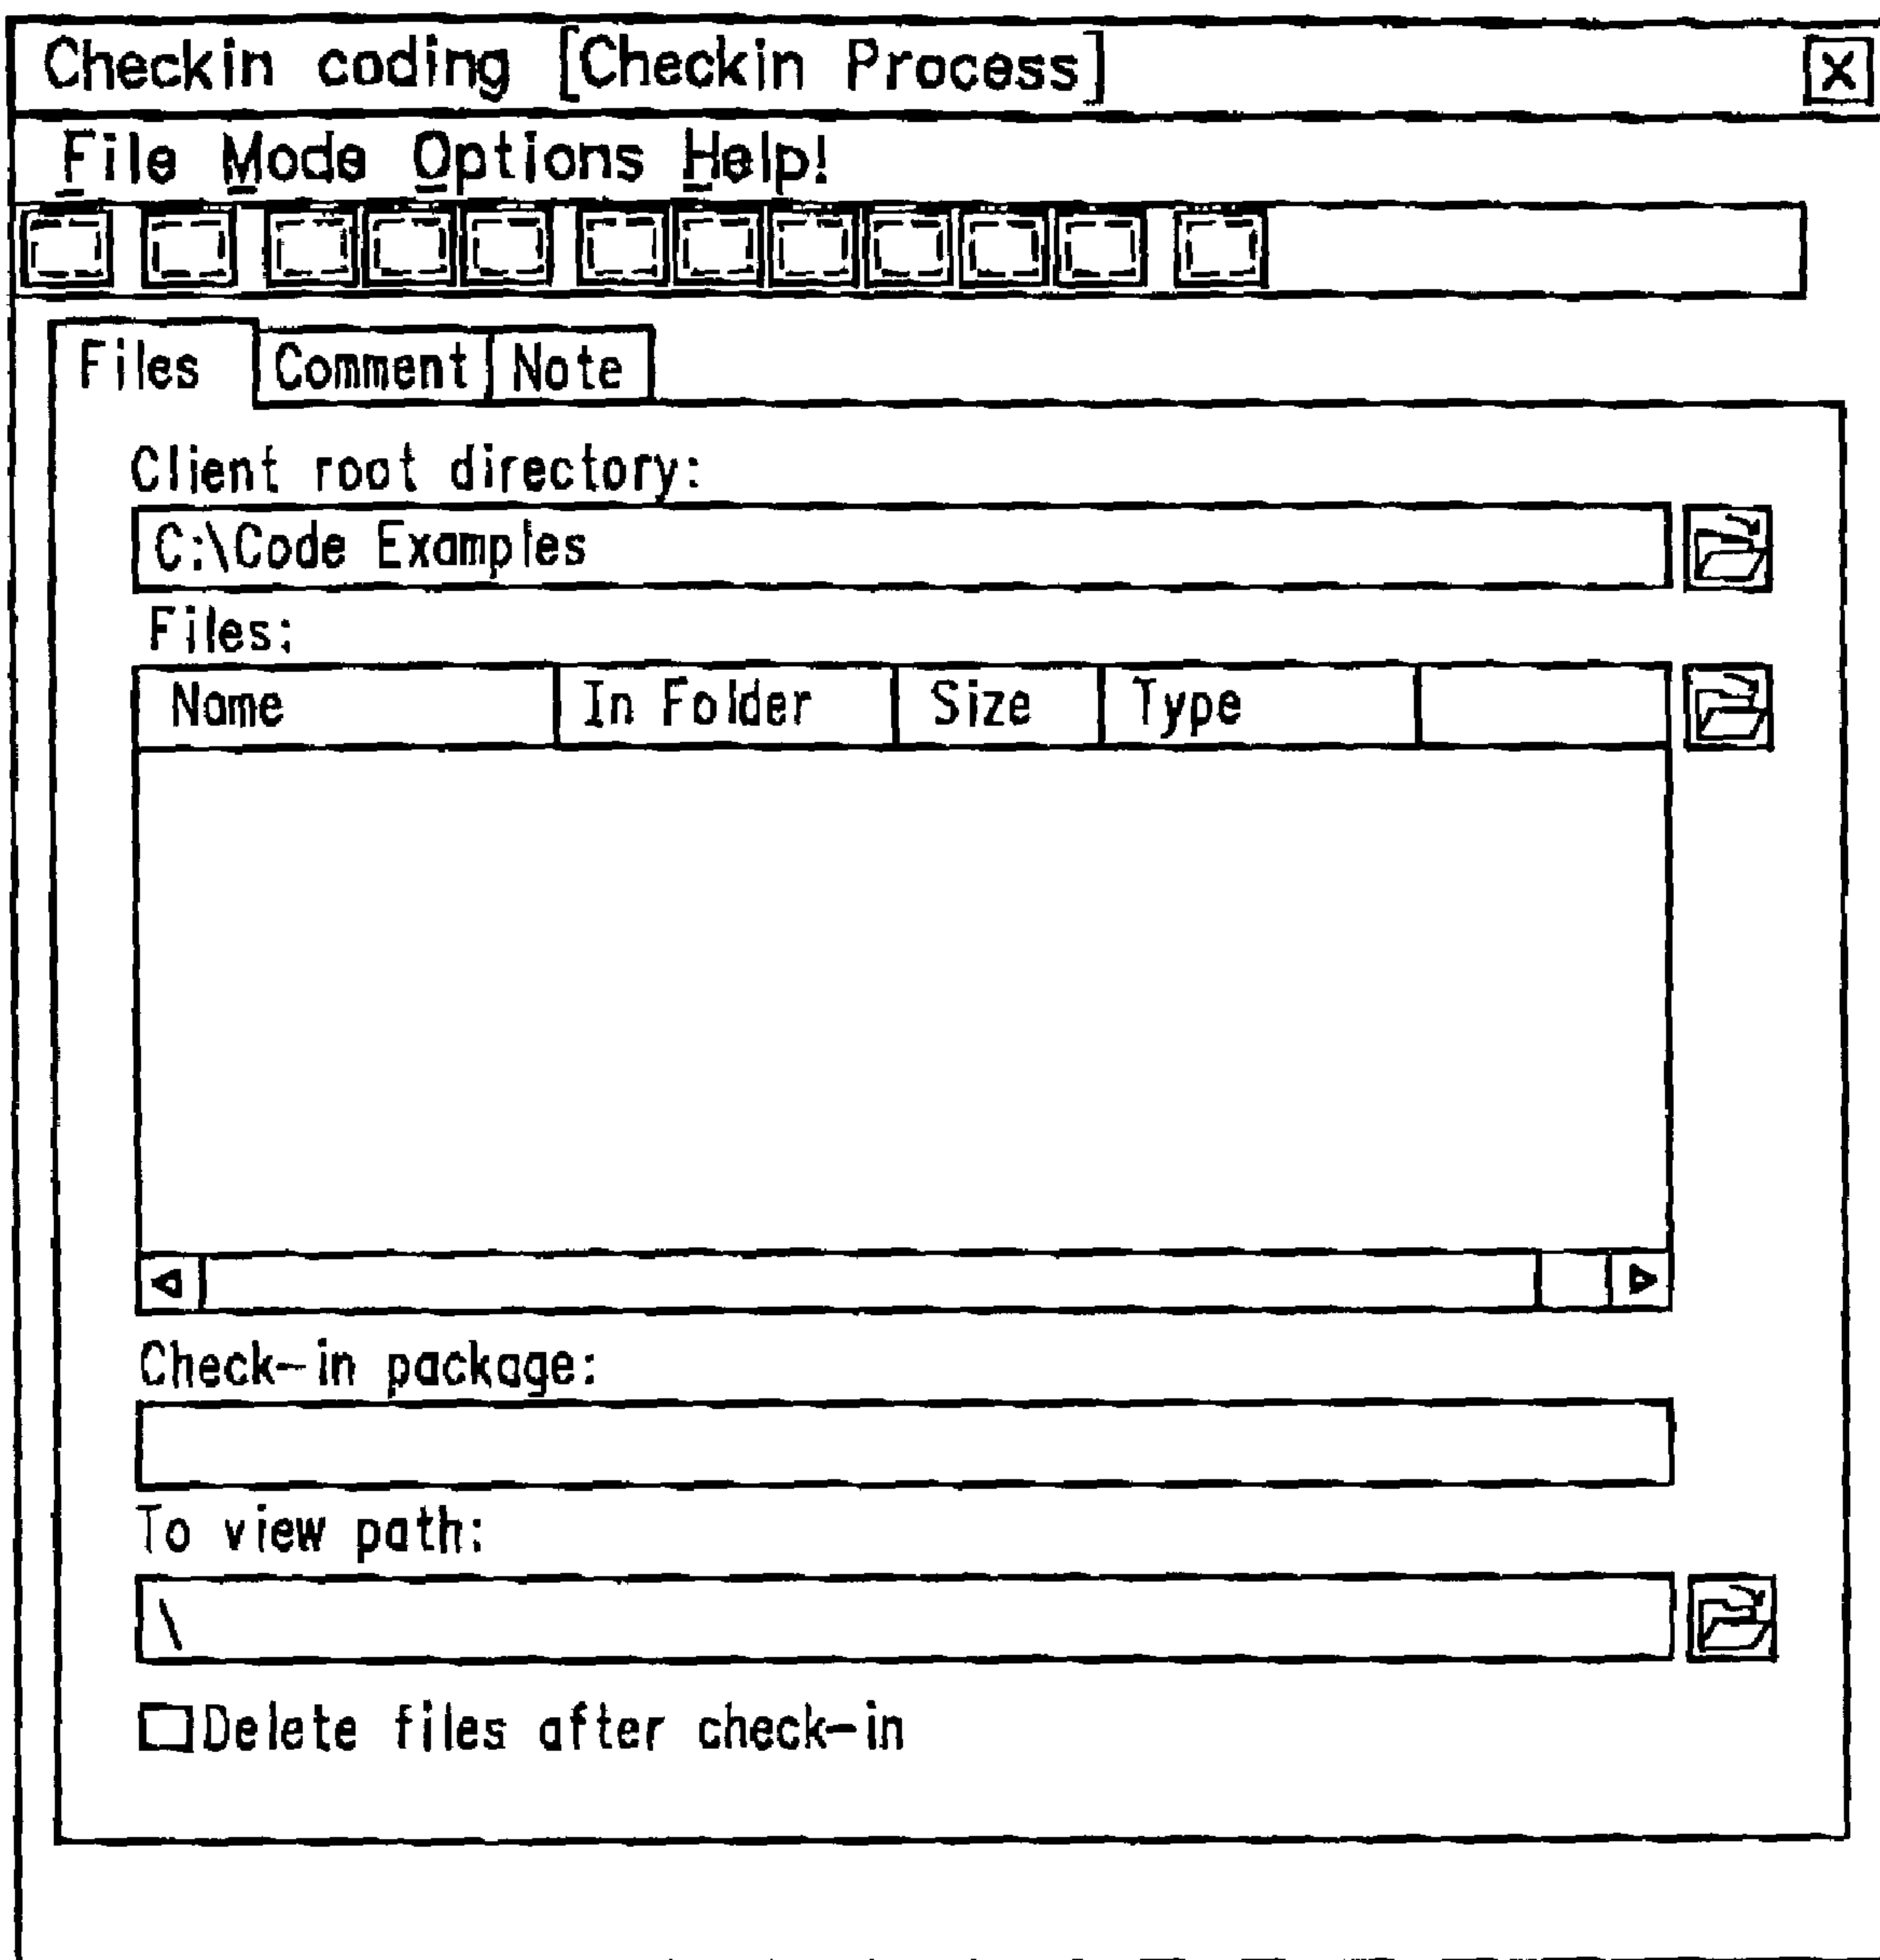 Checkin coding [Checkin Process] X
File Mode Options Help!
Files Comment Note
Client root directory:
C:\Code Examples
Files:
Name In Folder Size Type
Check-in package:
To view path:
\
Delete files after check-in